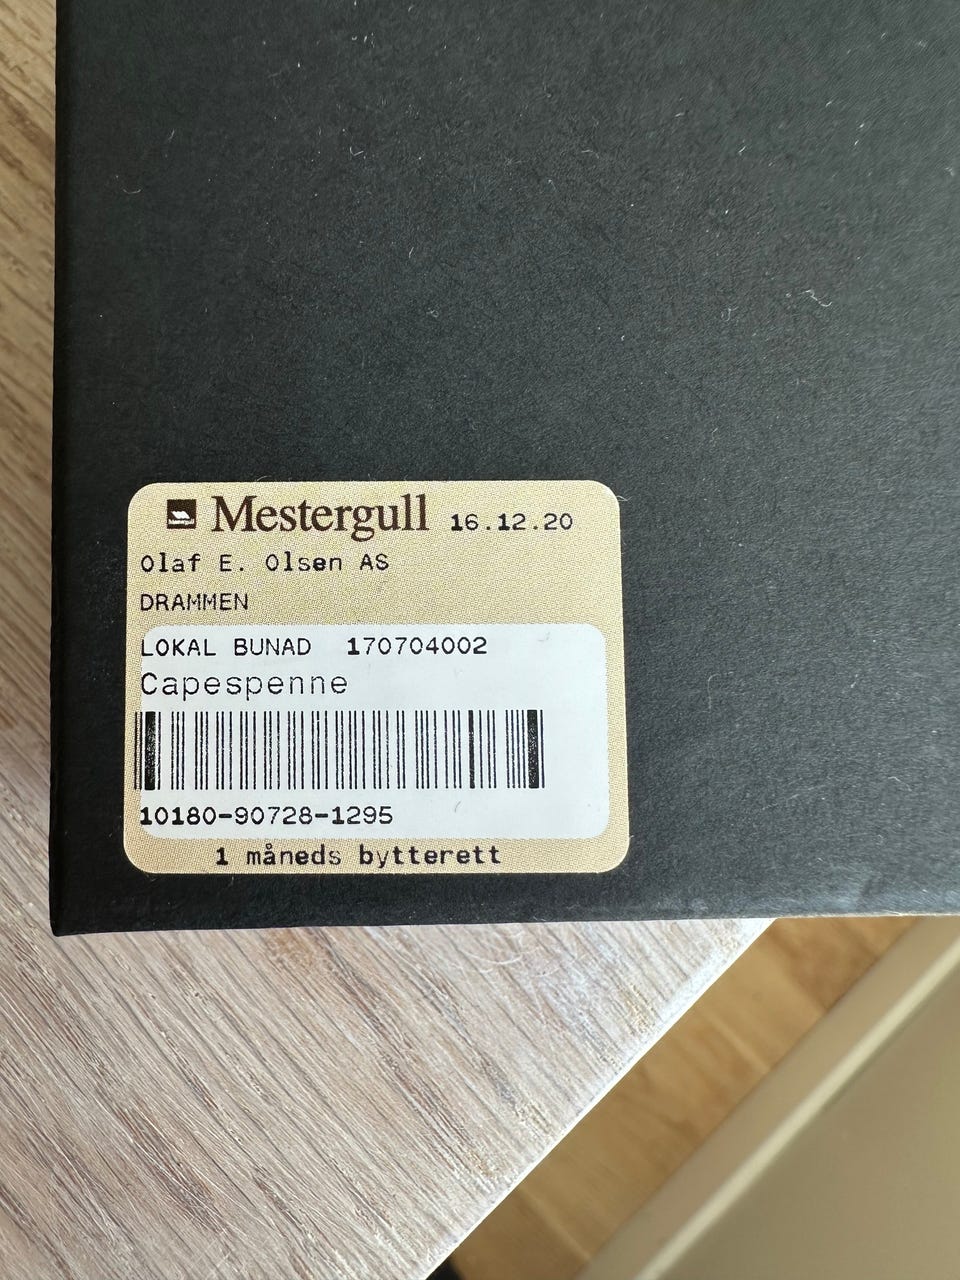 Mestergull 16.12.20
Olaf E. Olsen AS
DRAMMEN
LOKAL BUNAD 170704002
Capespenne
10180-90728-1295
1 måneds bytterett